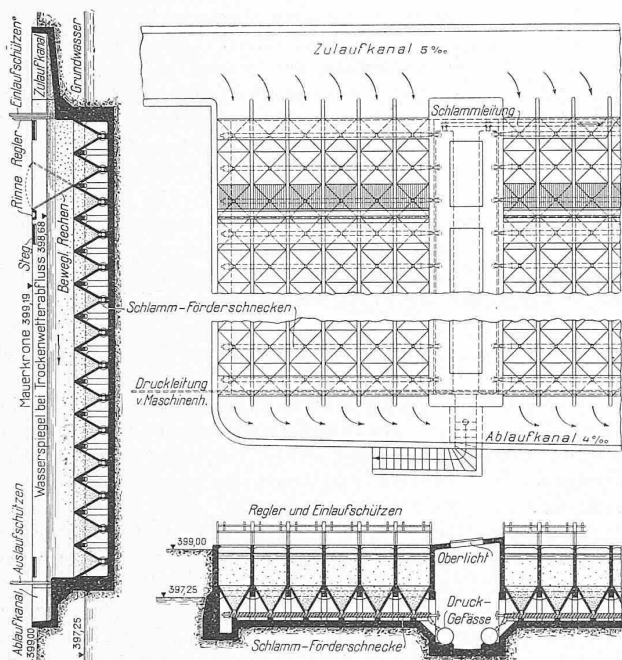 Einlaufschützen
Zulaufkanal
Grundwasser
Regler
Rinne
Steg
Bewegl. Rechen
Mauerkrone 399,19
Wasserspiegel bei Trockenwetterabfluss 398,68
Auslaufschützen
Ablaufkanal
399,00
397,25
Zulaufkanal 5‰
Schlammleitung
Schlamm-Förderschnecken
Druckleitung
v. Maschinenh.
Ablaufkanal 4‰
Regler und Einlaufschützen
399,00
Oberlicht
397,25
Druck-
Gefässe
Schlamm-Förderschnecke